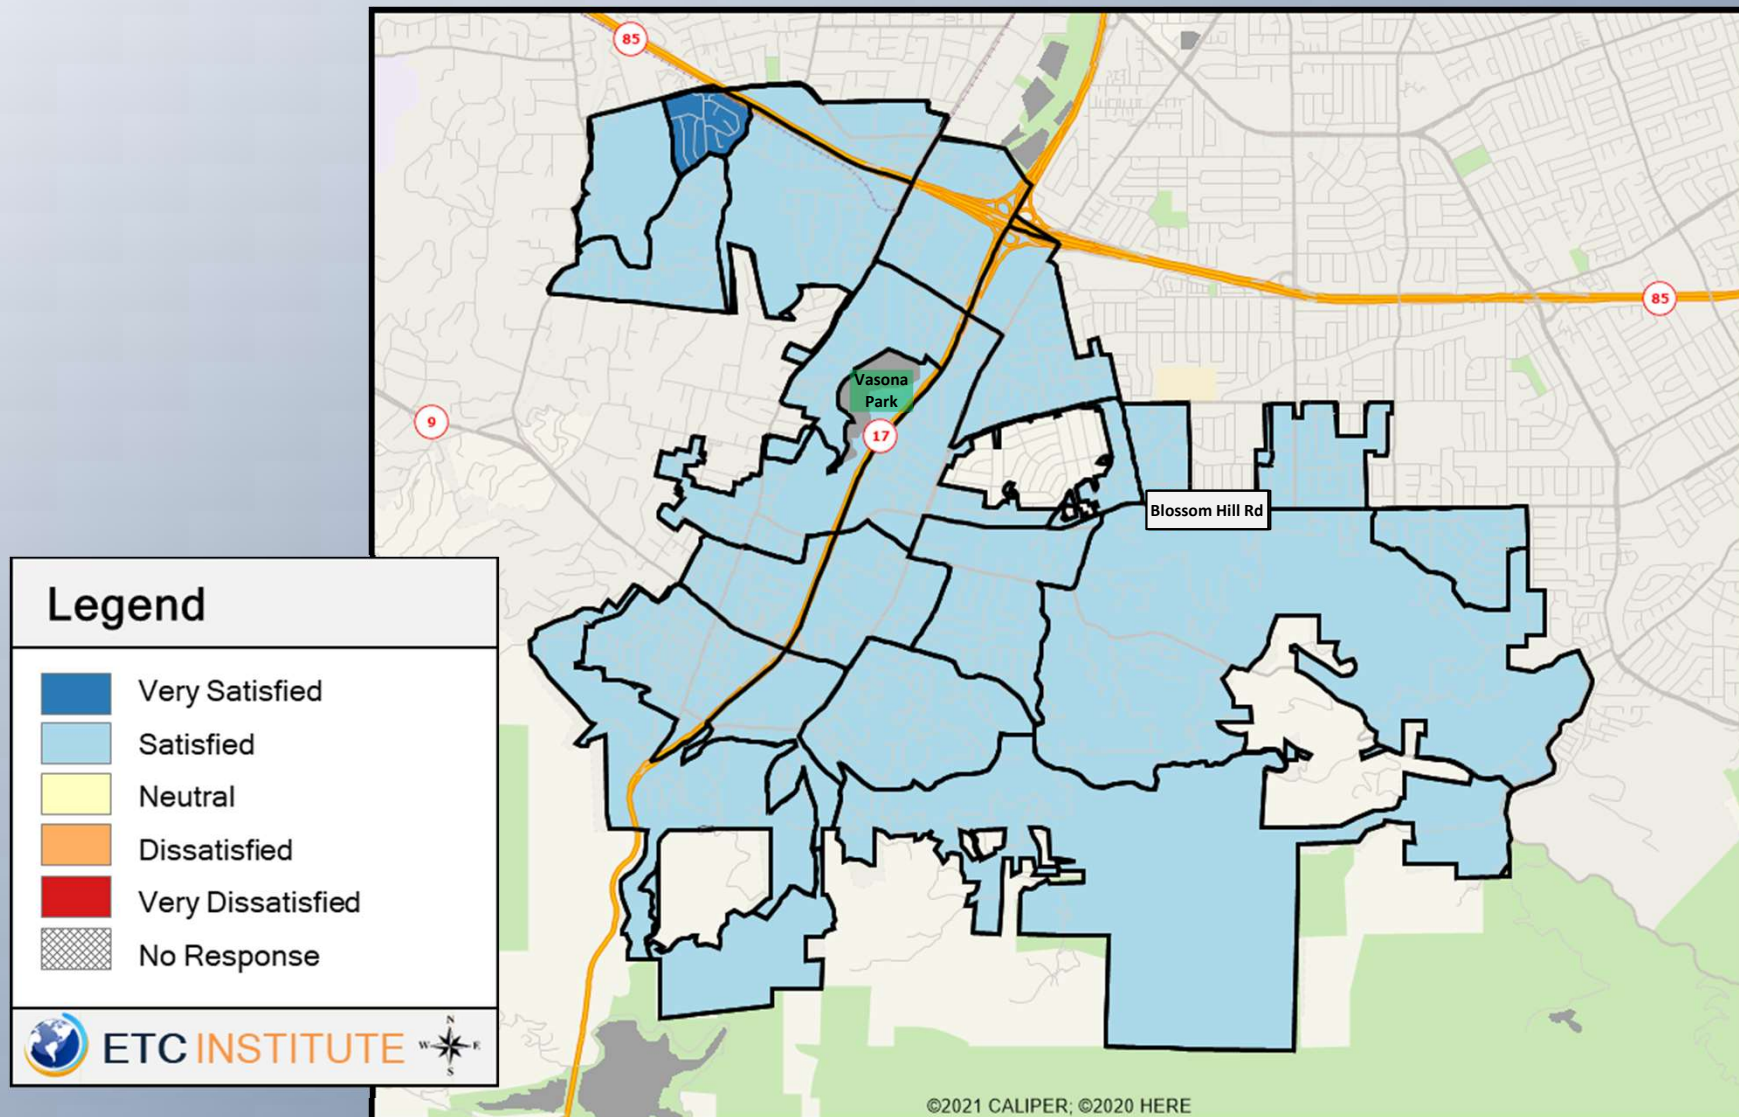 85
85
9
Vasona
Park
17
Blossom Hill Rd
Legend
Very Satisfied
Satisfied
Neutral
Dissatisfied
Very Dissatisfied
No Response
ETC INSTITUTE
N
W E
S
©2021 CALIPER; ©2020 HERE